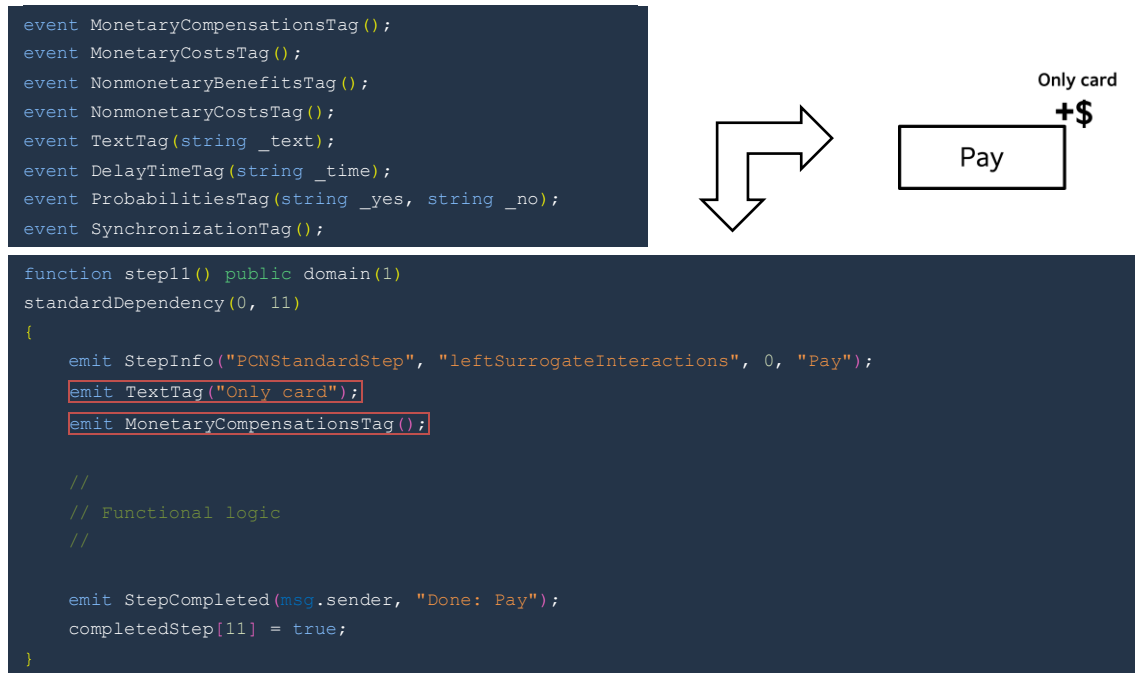 event MonetaryCompensationsTag();
event MonetaryCostsTag();
event NonmonetaryBenefitsTag();
event NonmonetaryCostsTag();
event TextTag(string _text);
event DelayTimeTag(string _time);
event ProbabilitiesTag(string _yes, string _no);
event SynchronizationTag();
Only card
+$
Pay
function step11() public domain(1)
standardDependency(0, 11)
{
    emit StepInfo("PCNStandardStep", "leftSurrogateInteractions", 0, "Pay");
    emit TextTag("Only card");
    emit MonetaryCompensationsTag();
    //
    // Functional logic
    //
    emit StepCompleted(msg.sender, "Done: Pay");
    completedStep[11] = true;
}